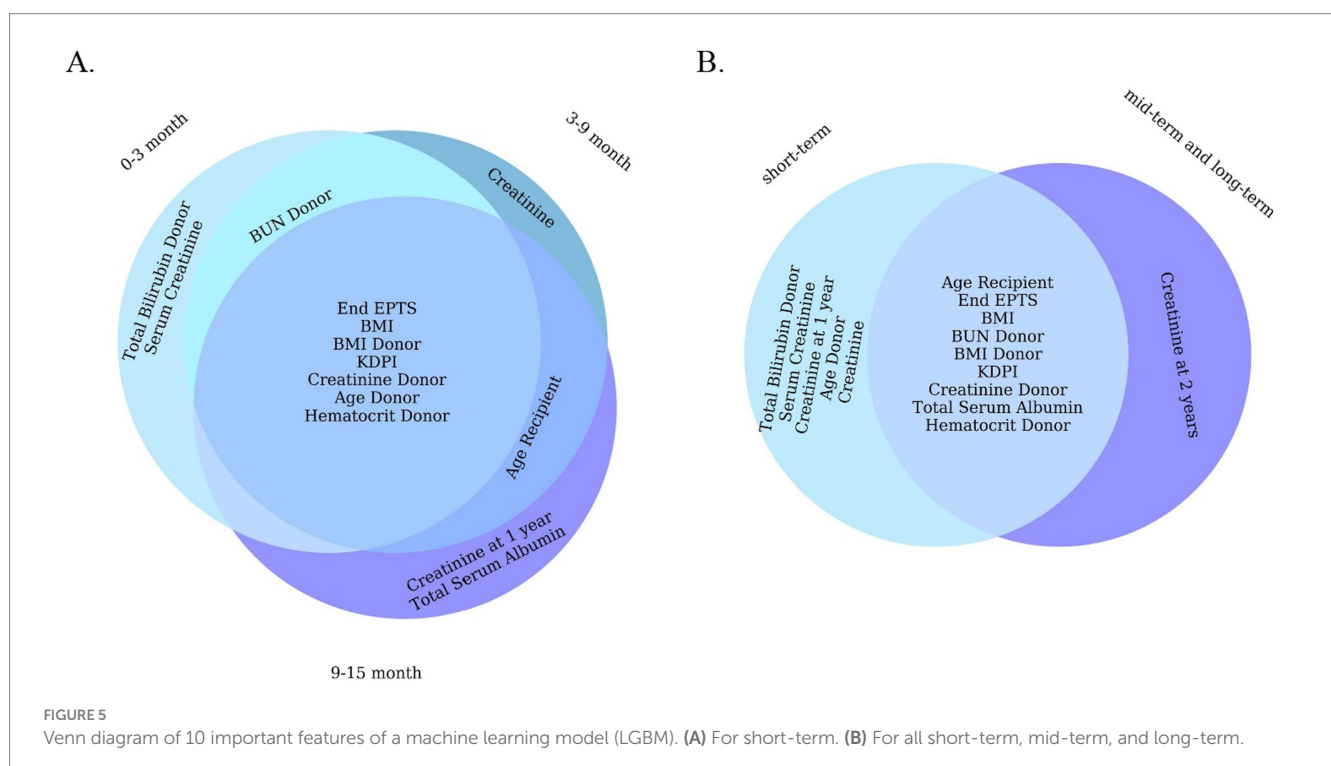 A.
B.
0-3 month
3-9 month
Total Bilirubin Donor
Serum Creatinine
BUN Donor
Creatinine
End EPTS
BMI
BMI Donor
KDPI
Creatinine Donor
Age Donor
Hematocrit Donor
Age Recipient
Creatinine at 1 year
Total Serum Albumin
9-15 month
short-term
mid-term and long-term
Total Bilirubin Donor
Serum Creatinine
Creatinine at 1 year
Age Donor
Creatinine
Age Recipient
End EPTS
BMI
BUN Donor
BMI Donor
KDPI
Creatinine Donor
Total Serum Albumin
Hematocrit Donor
Creatinine at 2 years
FIGURE 5
Venn diagram of 10 important features of a machine learning model (LGBM). (A) For short-term. (B) For all short-term, mid-term, and long-term.